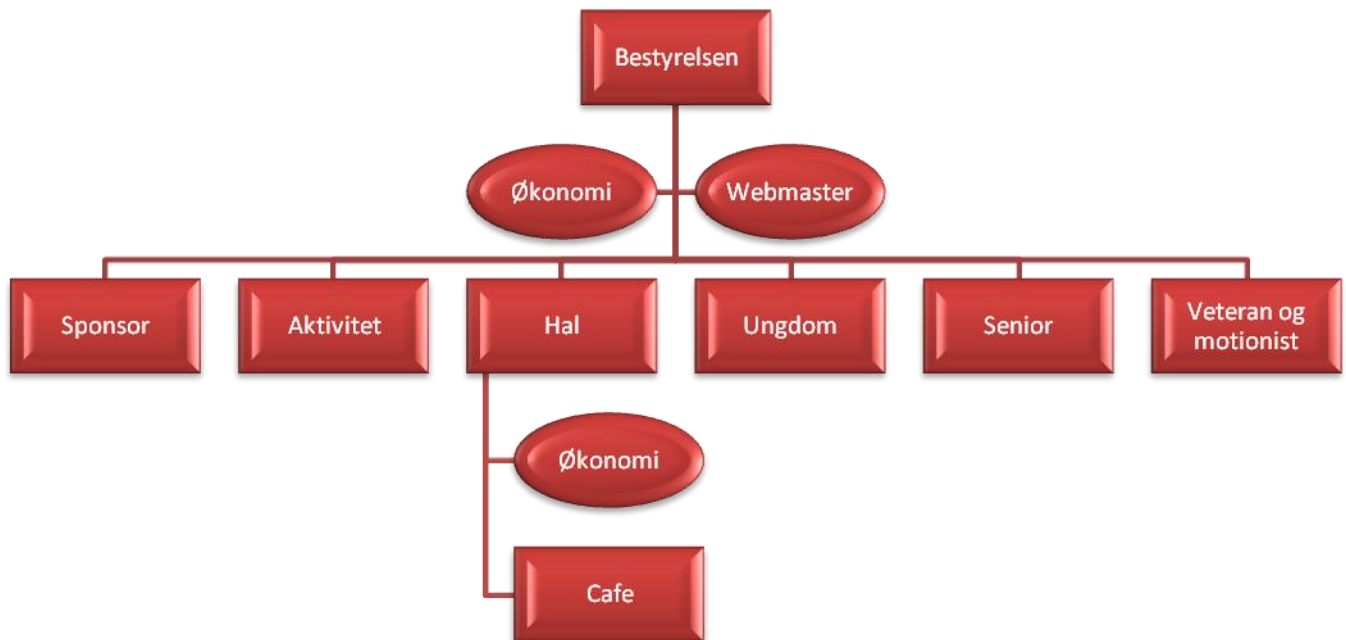 Bestyrelsen
Økonomi
Webmaster
Sponsor
Aktivitet
Hal
Ungdom
Senior
Veteran og
motionist
Økonomi
Cafe